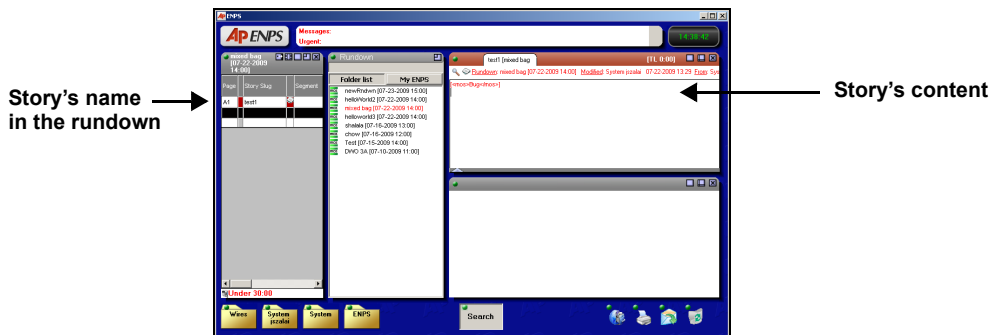 AP ENPS
AP ENPS
Messages:
Urgent:
14:38:42
mixed bag
[07-22-2009
14:00]
Page Story Slug Segment
A1 test1
Under 30:00
Rundown
Folder list My ENPS
newRndwn [07-23-2009 15:00]
helloWorld2 [07-22-2009 14:00]
mixed bag [07-22-2009 14:00]
helloworld3 [07-22-2009 14:00]
shalala [07-16-2009 13:00]
chow [07-16-2009 12:00]
Test [07-15-2009 14:00]
DWO 3A [07-10-2009 11:00]
test1 [mixed bag [TL 0:00]
Rundown: mixed bag [07-22-2009 14:00] Modified: System jszalai 07-22-2009 13:29 From: Sys
[<mos>Bug</mos>]
Story's name
in the rundown
Story's content
Wires
System
jszalai
System
ENPS
Search